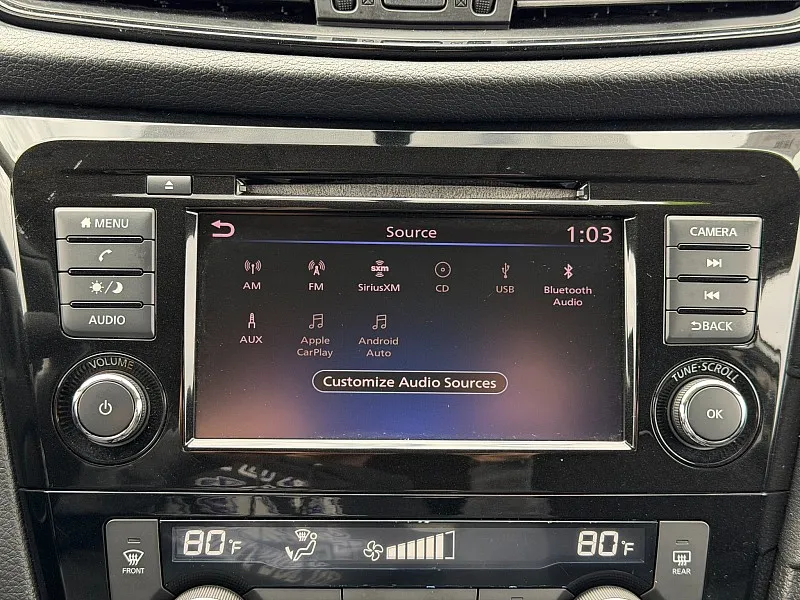 MENU
AUDIO
VOLUME
Source
1:03
AM
FM
sxm
SiriusXM
CD
USB
Bluetooth
Audio
AUX
Apple
CarPlay
Android
Auto
Customize Audio Sources
CAMERA
BACK
TUNE·SCROLL
OK
FRONT
80°F
80°F
REAR